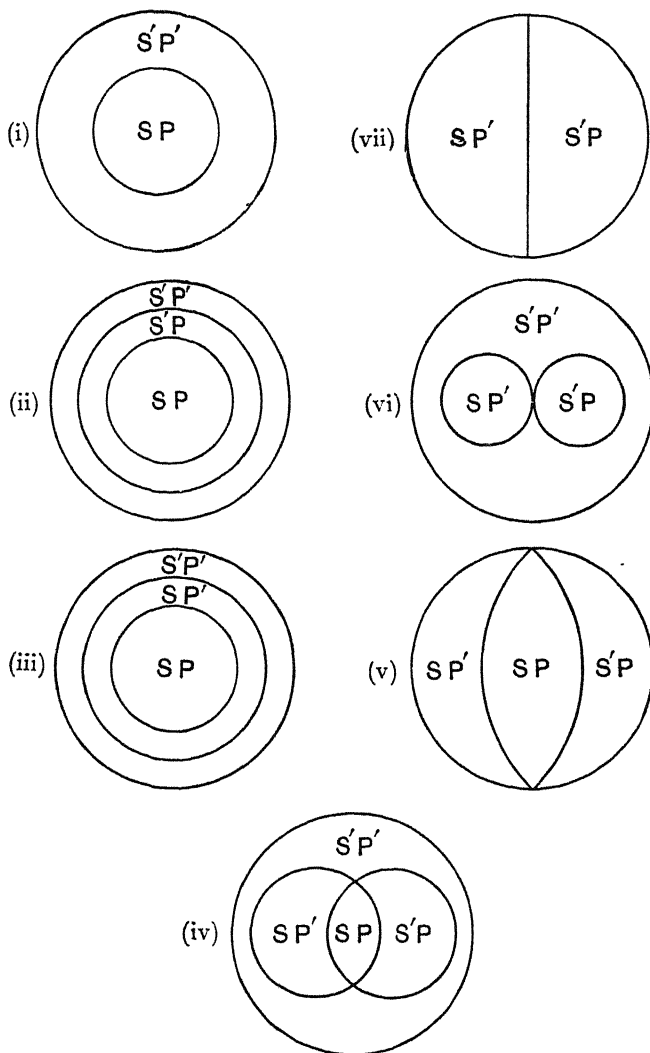 S′P′
SP
(i)
SP′ S′P
(vii)
S′P′
S′P
SP
(ii)
S′P′
SP′ S′P
(vi)
S′P′
SP′
SP
(iii)
SP′ SP S′P
(v)
S′P′
SP′ SP S′P
(iv)